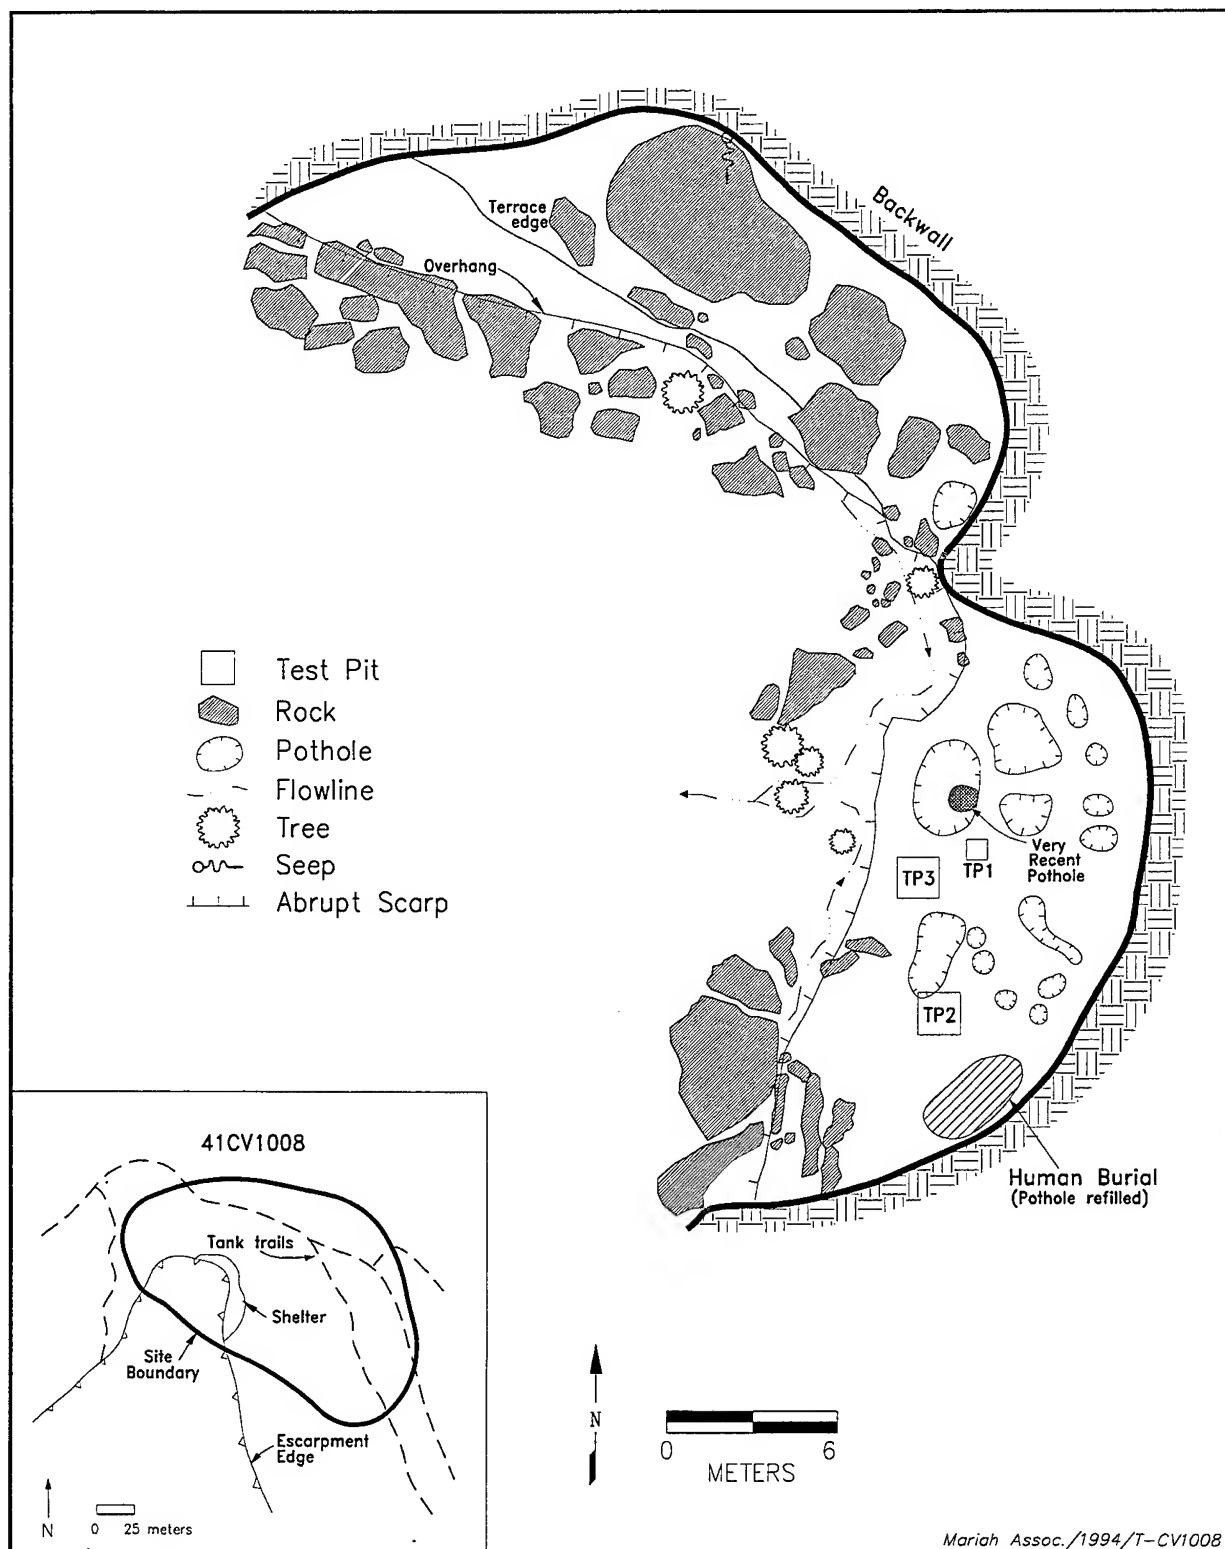 Backwall
Terrace
edge
Overhang
Test Pit
Rock
Pothole
Flowline
Tree
Seep
Abrupt Scarp
Very
Recent
Pothole
TP1
TP3
TP2
Human Burial
(Pothole refilled)
41CV1008
Tank trails
Shelter
Site
Boundary
Escarpment
Edge
N
0 25 meters
N
0 6
METERS
Mariah Assoc./1994/T-CV1008